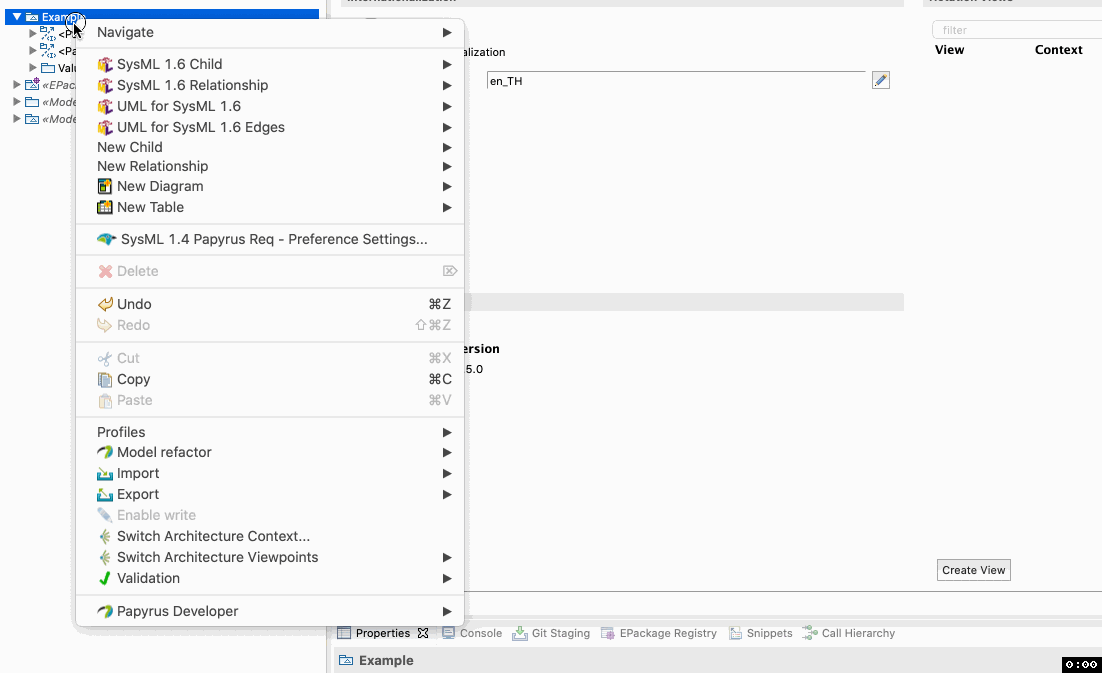 Example
<P
<Pa
Valu
«EPac
«Mode
«Mode
Navigate
SysML 1.6 Child
SysML 1.6 Relationship
UML for SysML 1.6
UML for SysML 1.6 Edges
New Child
New Relationship
New Diagram
New Table
SysML 1.4 Papyrus Req - Preference Settings...
Delete
Undo ⌘Z
Redo ⇧⌘Z
Cut ⌘X
Copy ⌘C
Paste ⌘V
Profiles
Model refactor
Import
Export
Enable write
Switch Architecture Context...
Switch Architecture Viewpoints
Validation
Papyrus Developer
alization
en_TH
ersion
5.0
filter
View Context
Create View
Properties Console Git Staging EPackage Registry Snippets Call Hierarchy
Example
0:00